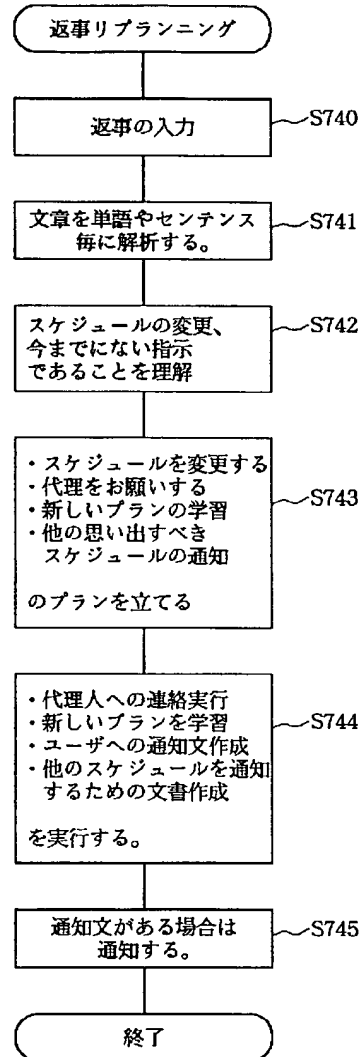 返事リプランニング
返事の入力
S740
文章を単語やセンテンス
毎に解析する。
S741
スケジュールの変更、
今までにない指示
であることを理解
S742
・スケジュールを変更する
・代理をお願いする
・新しいプランの学習
・他の思い出すべき
スケジュールの通知
のプランを立てる
S743
・代理人への連絡実行
・新しいプランを学習
・ユーザへの通知文作成
・他のスケジュールを通知
するための文書作成
を実行する。
S744
通知文がある場合は
通知する。
S745
終了